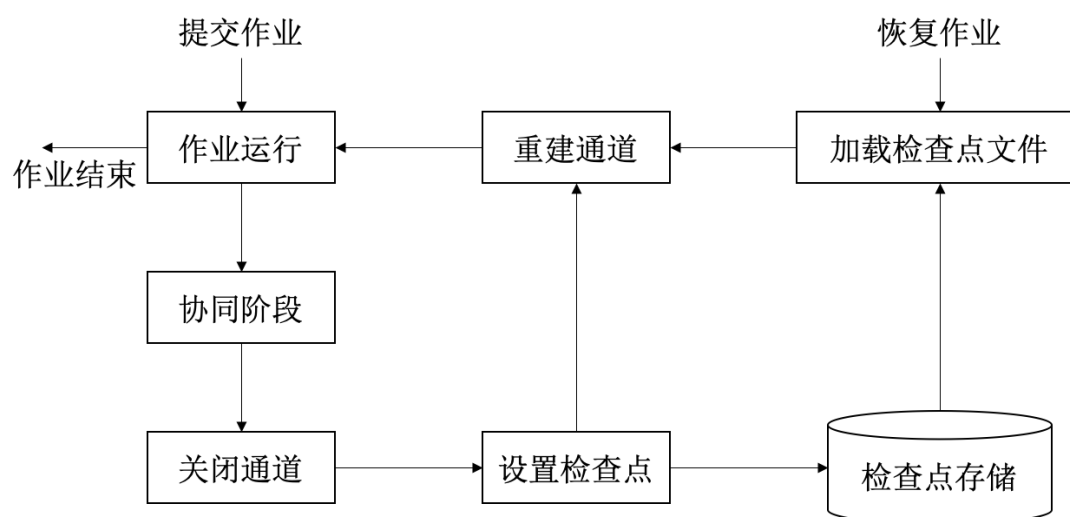 提交作业
恢复作业
作业运行
重建通道
加载检查点文件
作业结束
协同阶段
关闭通道
设置检查点
检查点存储